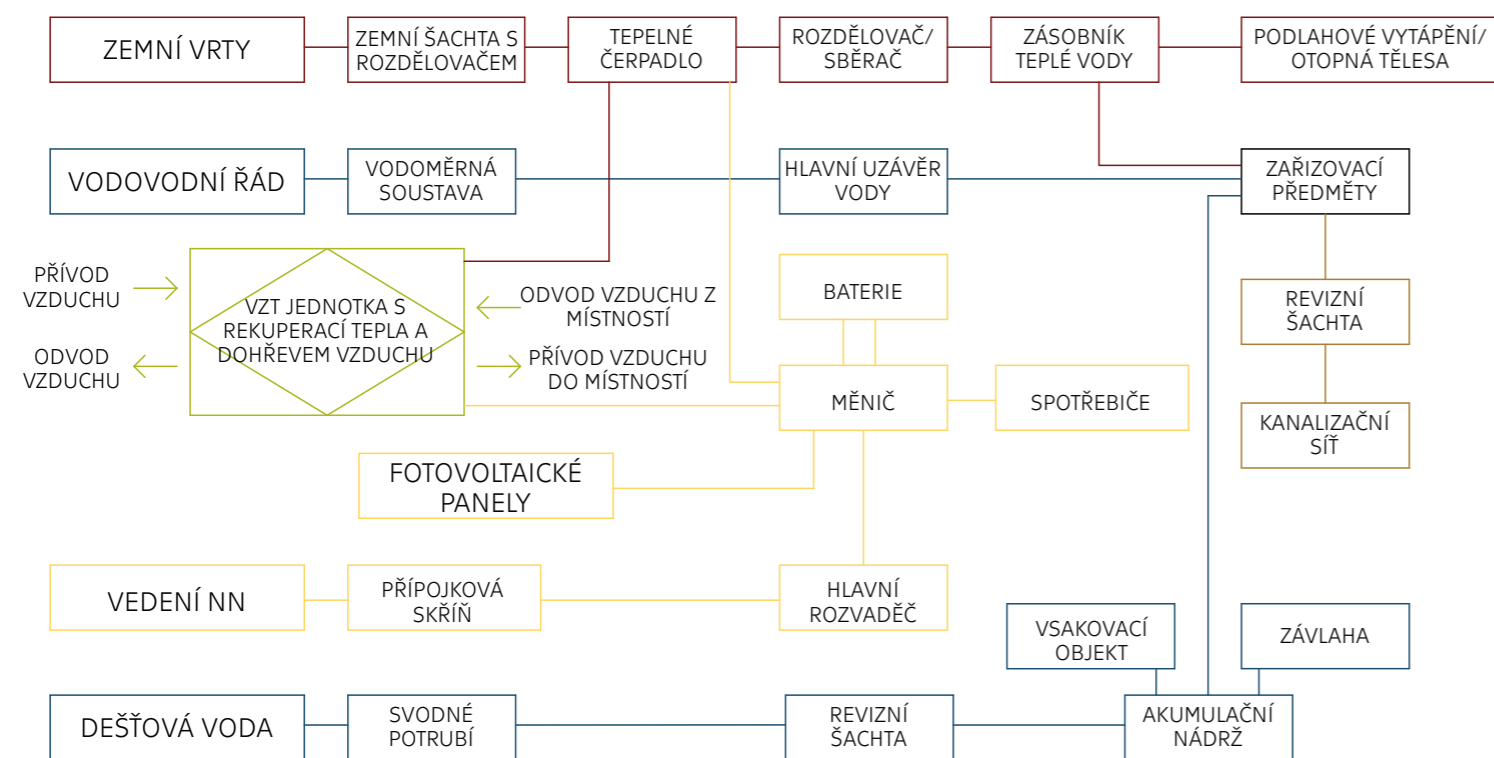 ZEMNÍ VRTY
ZEMNÍ ŠACHTA S
ROZDĚLOVAČEM
TEPELNÉ
ČERPADLO
ROZDĚLOVAČ/
SBĚRAČ
ZÁSOBNÍK
TEPLÉ VODY
PODLAHOVÉ VYTÁPĚNÍ/
OTOPNÁ TĚLESA
VODOVODNÍ ŘÁD
VODOMĚRNÁ
SOUSTAVA
HLAVNÍ UZÁVĚR
VODY
ZAŘIZOVACÍ
PŘEDMĚTY
PŘÍVOD
VZDUCHU
ODVOD
VZDUCHU
VZT JEDNOTKA S
REKUPERACÍ TEPLA A
DOHŘEVEM VZDUCHU
ODVOD VZDUCHU Z
MÍSTNOSTÍ
PŘÍVOD VZDUCHU
DO MÍSTNOSTÍ
BATERIE
REVIZNÍ
ŠACHTA
MĚNIČ
SPOTŘEBIČE
KANALIZAČNÍ
SÍŤ
FOTOVOLTAICKÉ
PANELY
VEDENÍ NN
PŘÍPOJKOVÁ
SKŘÍŇ
HLAVNÍ
ROZVADĚČ
VSAKOVACÍ
OBJEKT
ZÁVLAHA
DEŠŤOVÁ VODA
SVODNÉ
POTRUBÍ
REVIZNÍ
ŠACHTA
AKUMULAČNÍ
NÁDRŽ